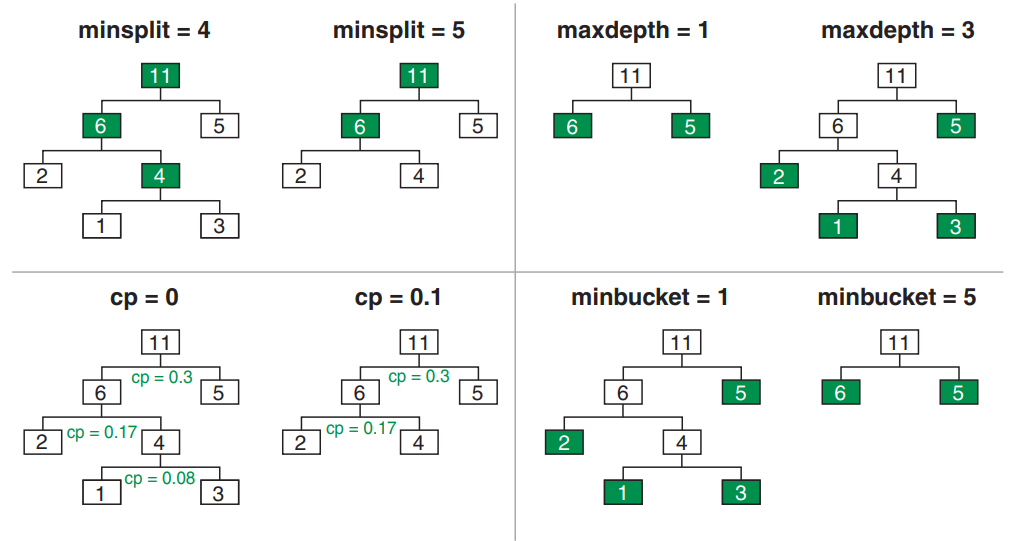 minsplit = 4
11
6 5
2 4
1 3
minsplit = 5
11
6 5
2 4
maxdepth = 1
11
6 5
maxdepth = 3
11
6 5
2 4
1 3
cp = 0
11
cp = 0.3
6 5
cp = 0.17
2 4
cp = 0.08
1 3
cp = 0.1
11
cp = 0.3
6 5
cp = 0.17
2 4
minbucket = 1
11
6 5
2 4
1 3
minbucket = 5
11
6 5